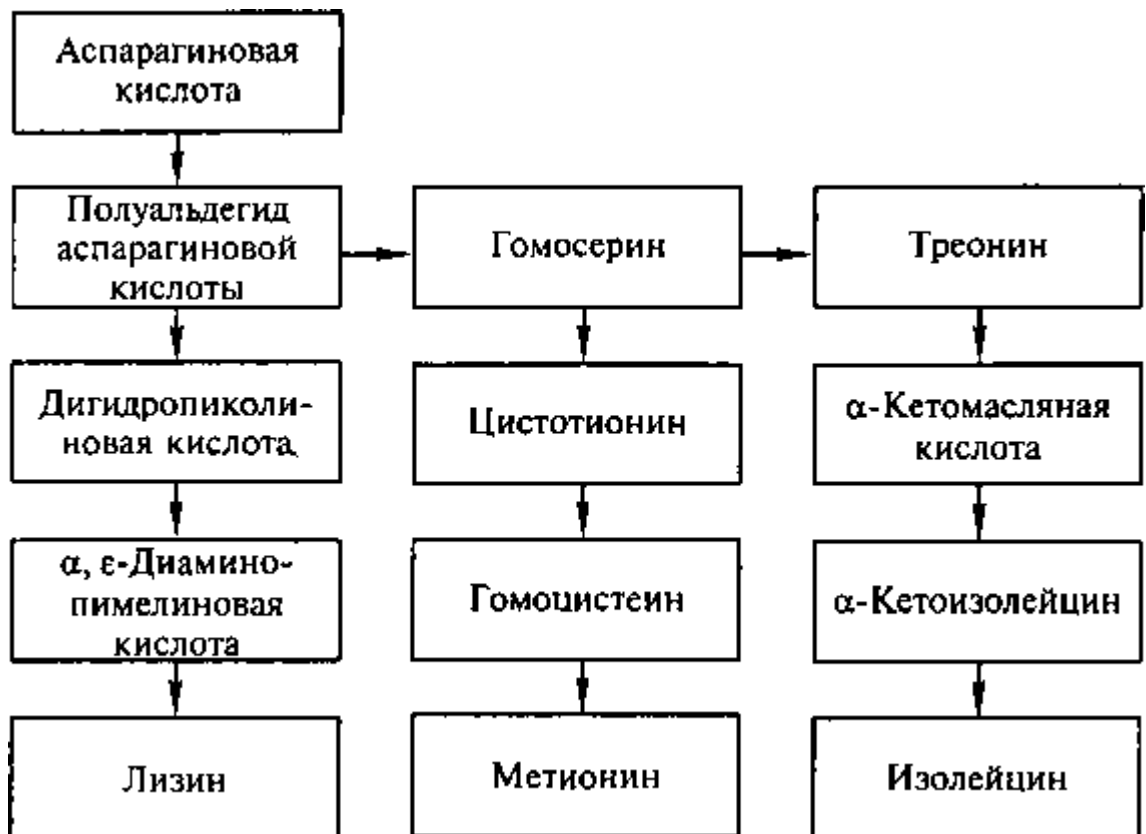 Аспарагиновая
кислота
Полуальдегид
аспарагиновой
кислоты
Гомосерин
Треонин
Дигидропиколи-
новая кислота
Цистотионин
α-Кетомасляная
кислота
α, ε-Диамино-
пимелиновая
кислота
Гомоцистеин
α-Кетоизолейцин
Лизин
Метионин
Изолейцин